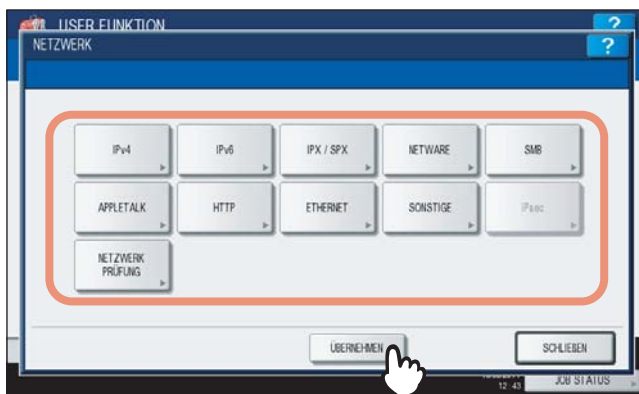 USER FUNKTION
?
NETZWERK
?
IPv4
IPv6
IPX / SPX
NETWARE
SMB
APPLETALK
HTTP
ETHERNET
SONSTIGE
IPsec
NETZWERK
PRÜFUNG
ÜBERNEHMEN
SCHLIEßEN
12:43
JOB STATUS